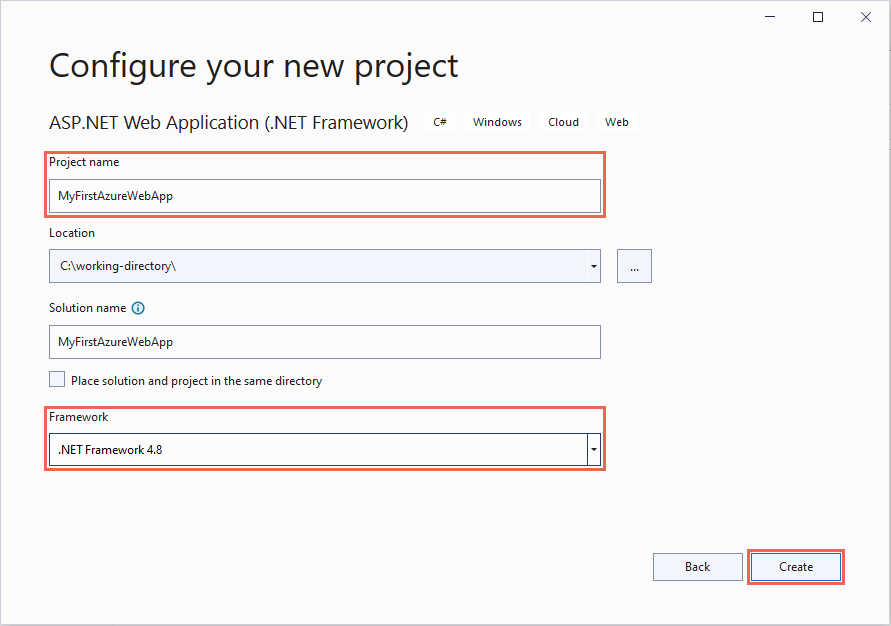 Configure your new project
ASP.NET Web Application (.NET Framework) C# Windows Cloud Web
Project name
MyFirstAzureWebApp
Location
C:\working-directory\
...
Solution name
MyFirstAzureWebApp
Place solution and project in the same directory
Framework
.NET Framework 4.8
Back Create